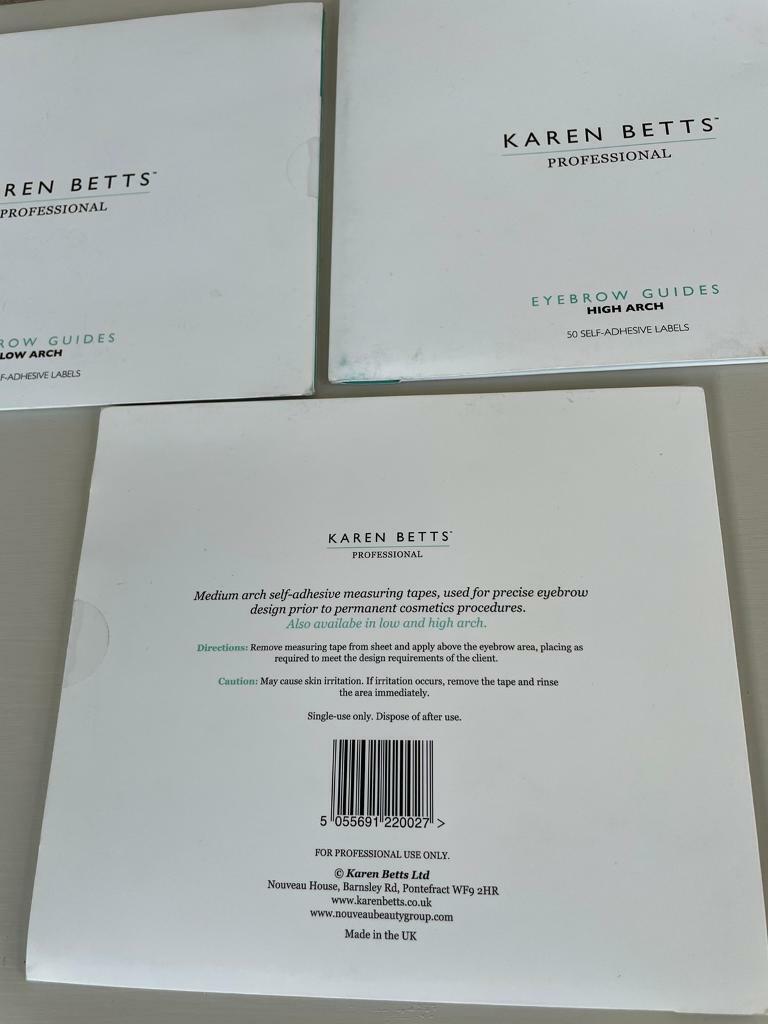 REN BETTS™
PROFESSIONAL
ROW GUIDES
LOW ARCH
F-ADHESIVE LABELS
KAREN BETTS™
PROFESSIONAL
EYEBROW GUIDES
HIGH ARCH
50 SELF-ADHESIVE LABELS
KAREN BETTS™
PROFESSIONAL
Medium arch self-adhesive measuring tapes, used for precise eyebrow
design prior to permanent cosmetics procedures.
Also availabe in low and high arch.
Directions: Remove measuring tape from sheet and apply above the eyebrow area, placing as
required to meet the design requirements of the client.
Caution: May cause skin irritation. If irritation occurs, remove the tape and rinse
the area immediately.
Single-use only. Dispose of after use.
5 055691 220027 >
FOR PROFESSIONAL USE ONLY.
© Karen Betts Ltd
Nouveau House, Barnsley Rd, Pontefract WF9 2HR
www.karenbetts.co.uk
www.nouveaubeautygroup.com
Made in the UK